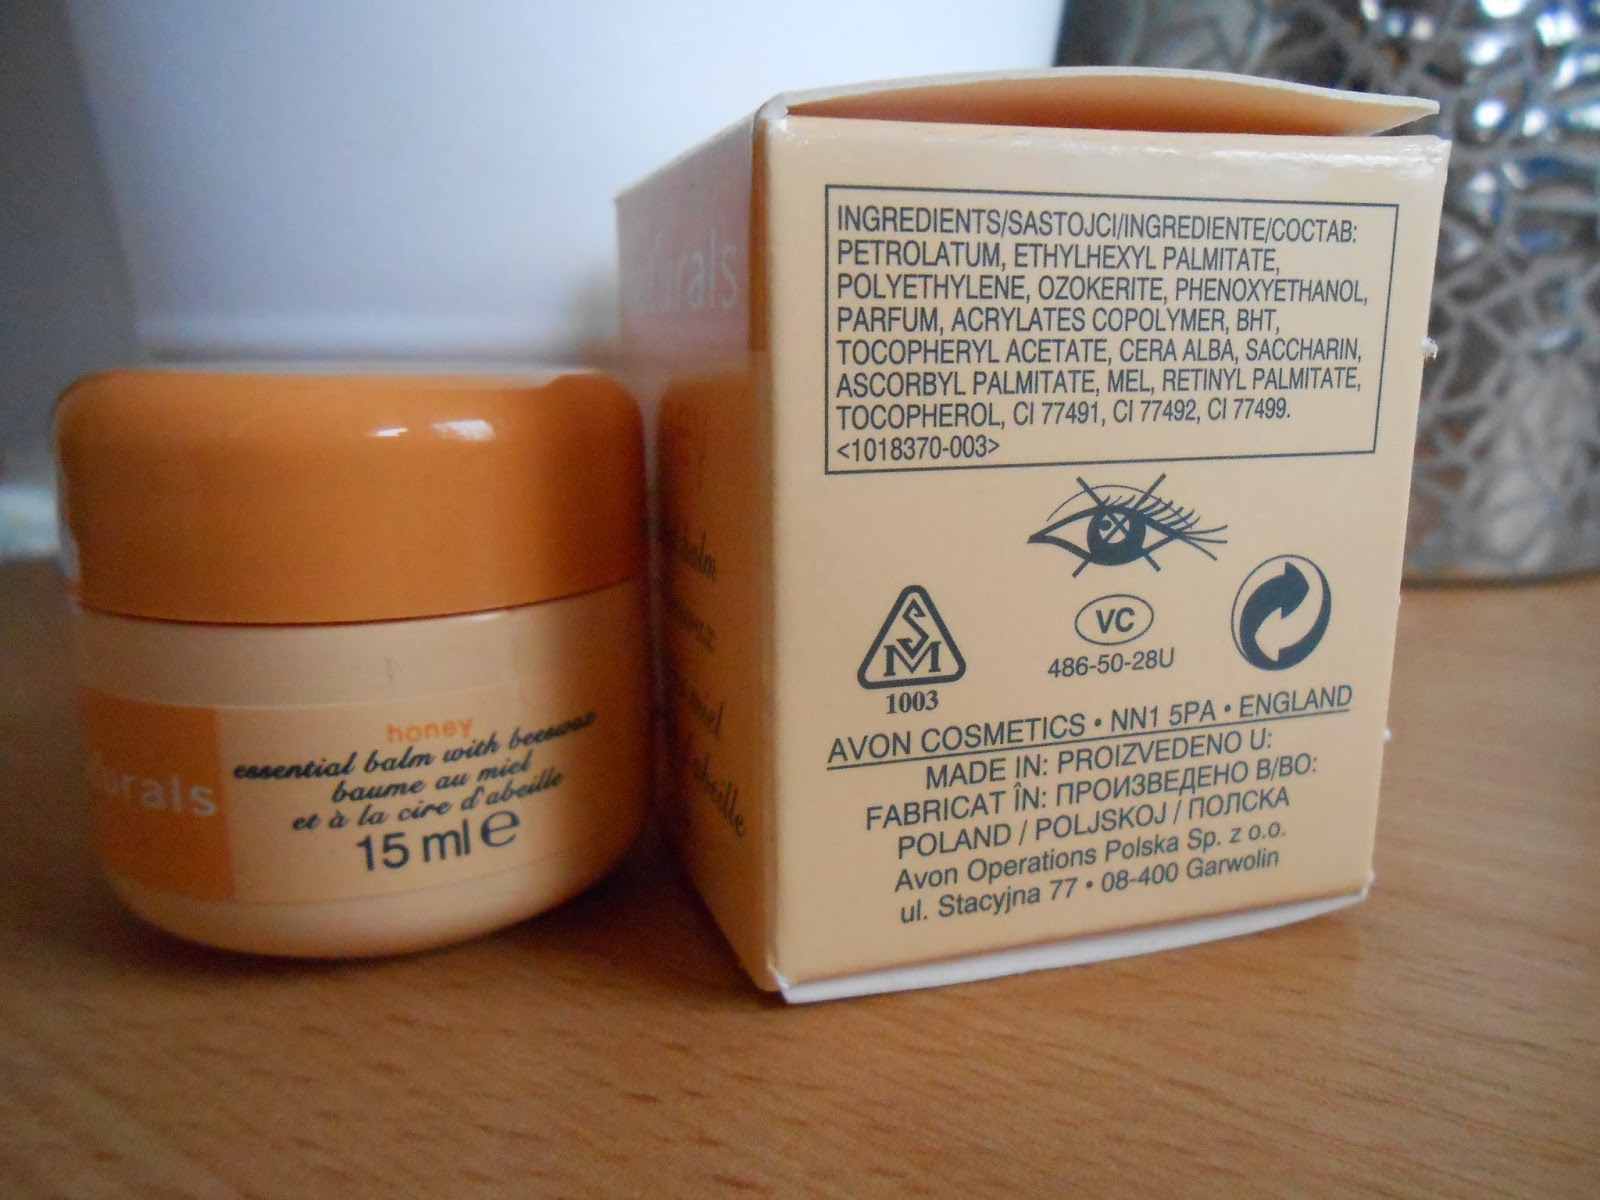 honey
essential balm with beeswax
baume au miel
et à la cire d'abeille
15 ml e
balm
miel
INGREDIENTS/SASTOJCI/INGREDIENTE/СОСТАВ:
PETROLATUM, ETHYLHEXYL PALMITATE,
POLYETHYLENE, OZOKERITE, PHENOXYETHANOL,
PARFUM, ACRYLATES COPOLYMER, BHT,
TOCOPHERYL ACETATE, CERA ALBA, SACCHARIN,
ASCORBYL PALMITATE, MEL, RETINYL PALMITATE,
TOCOPHEROL, CI 77491, CI 77492, CI 77499.
<1018370-003>
SM
1003
VC
486-50-28U
AVON COSMETICS • NN1 5PA • ENGLAND
MADE IN: PROIZVEDENO U:
FABRICAT ÎN: ПРОИЗВЕДЕНО В/ВО:
POLAND / POLJSKOJ / ПОЛСКА
Avon Operations Polska Sp. z o.o.
ul. Stacyjna 77 • 08-400 Garwolin